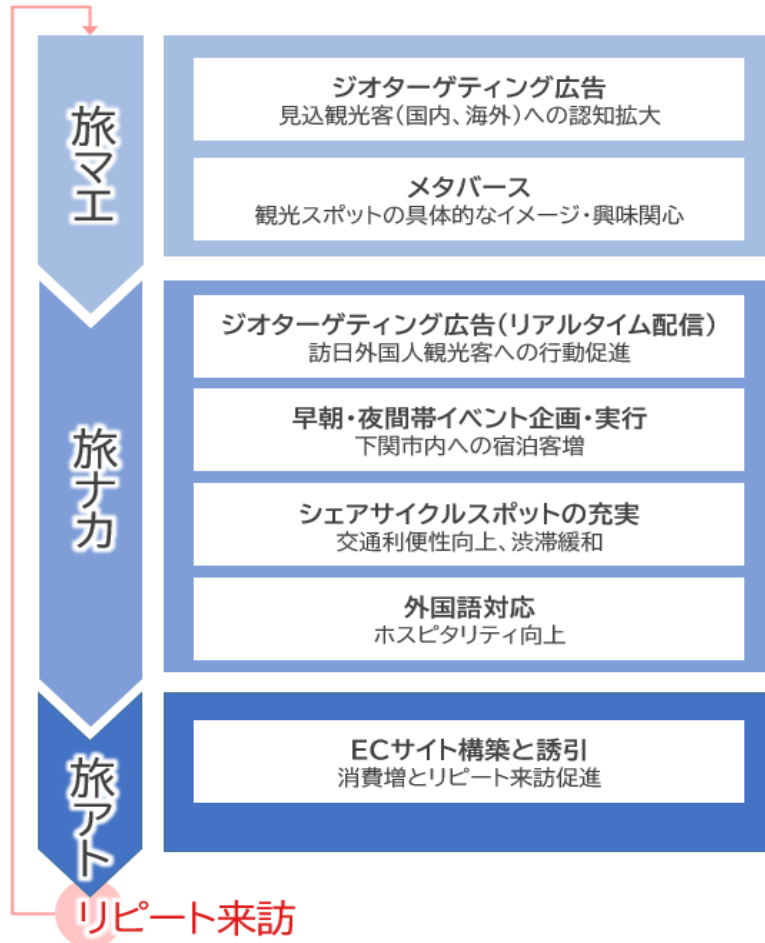 旅マエ
ジオターゲティング広告
見込観光客（国内、海外）への認知拡大
メタバース
観光スポットの具体的なイメージ・興味関心
旅ナカ
ジオターゲティング広告（リアルタイム配信）
訪日外国人観光客への行動促進
早朝・夜間帯イベント企画・実行
下関市内への宿泊客増
シェアサイクルスポットの充実
交通利便性向上、渋滞緩和
外国語対応
ホスピタリティ向上
旅アト
ECサイト構築と誘引
消費増とリピート来訪促進
リピート来訪